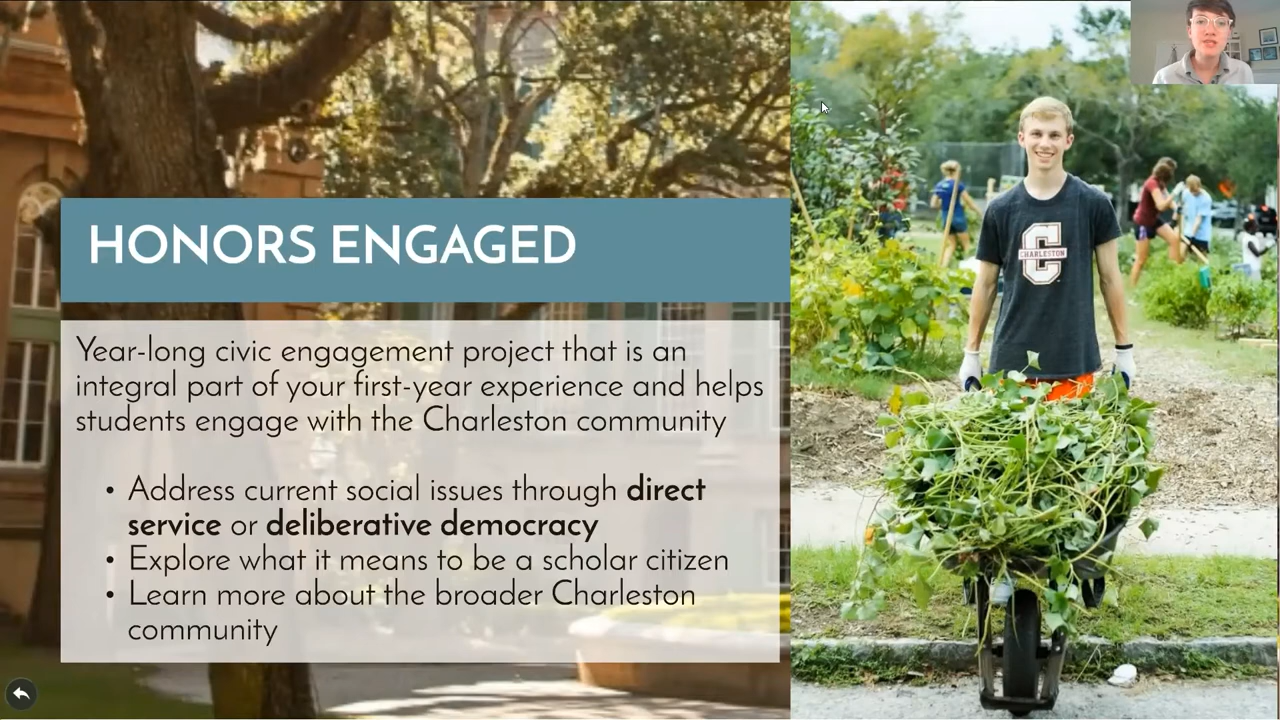 HONORS ENGAGED
Year-long civic engagement project that is an
integral part of your first-year experience and helps
students engage with the Charleston community
• Address current social issues through direct
service or deliberative democracy
• Explore what it means to be a scholar citizen
• Learn more about the broader Charleston
community
C
CHARLESTON